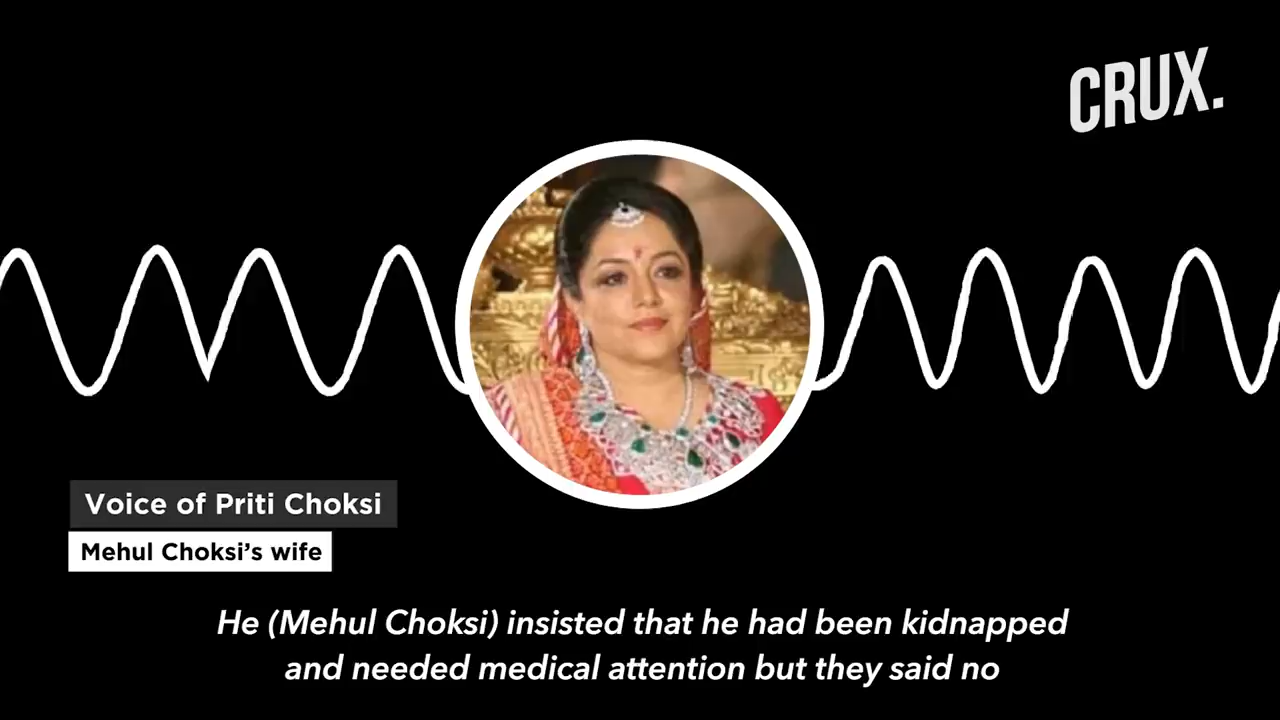 CRUX.
Voice of Priti Choksi
Mehul Choksi’s wife
He (Mehul Choksi) insisted that he had been kidnapped
and needed medical attention but they said no